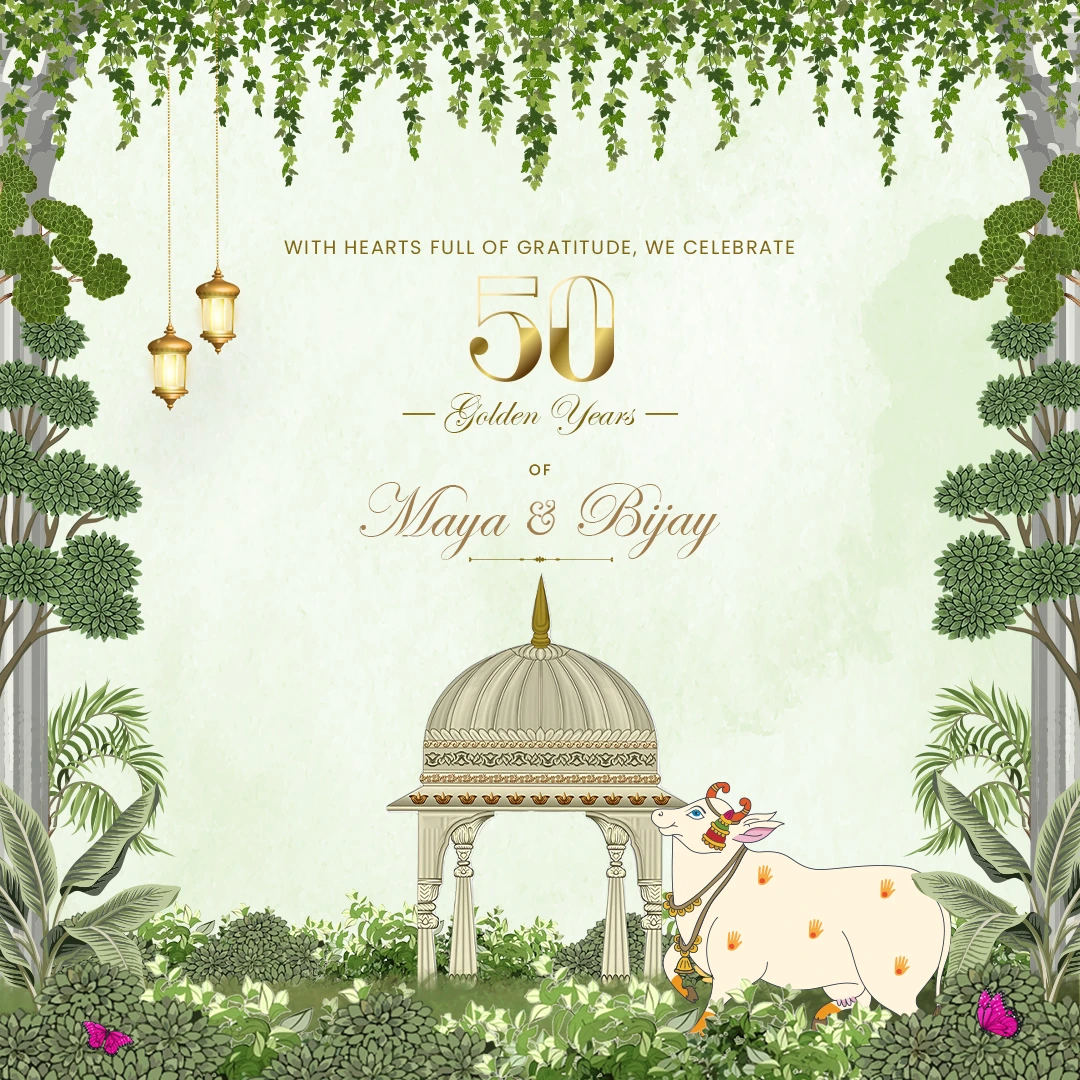 WITH HEARTS FULL OF GRATITUDE, WE CELEBRATE
50
Golden Years
OF
Maya & Bijay